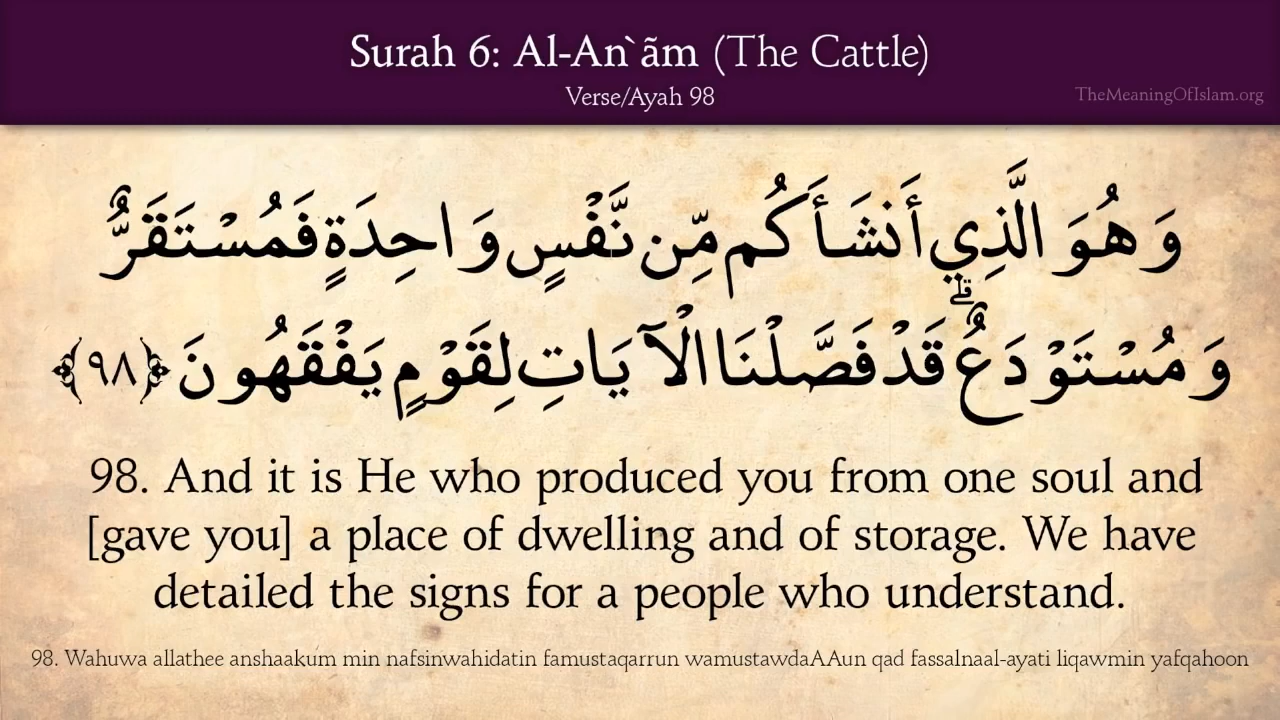 Surah 6: Al-An`ãm (The Cattle)
Verse/Ayah 98
TheMeaningOfIslam.org
وَهُوَ الَّذِي أَنشَأَكُم مِّن نَّفْسٍ وَاحِدَةٍ فَمُسْتَقَرٌّ
وَمُسْتَوْدَعٌ ۗ قَدْ فَصَّلْنَا الْآيَاتِ لِقَوْمٍ يَفْقَهُونَ ﴿٩٨﴾
98. And it is He who produced you from one soul and
[gave you] a place of dwelling and of storage. We have
detailed the signs for a people who understand.
98. Wahuwa allathee anshaakum min nafsinwahidatin famustaqarrun wamustawdaAAun qad fassalnaal-ayati liqawmin yafqahoon